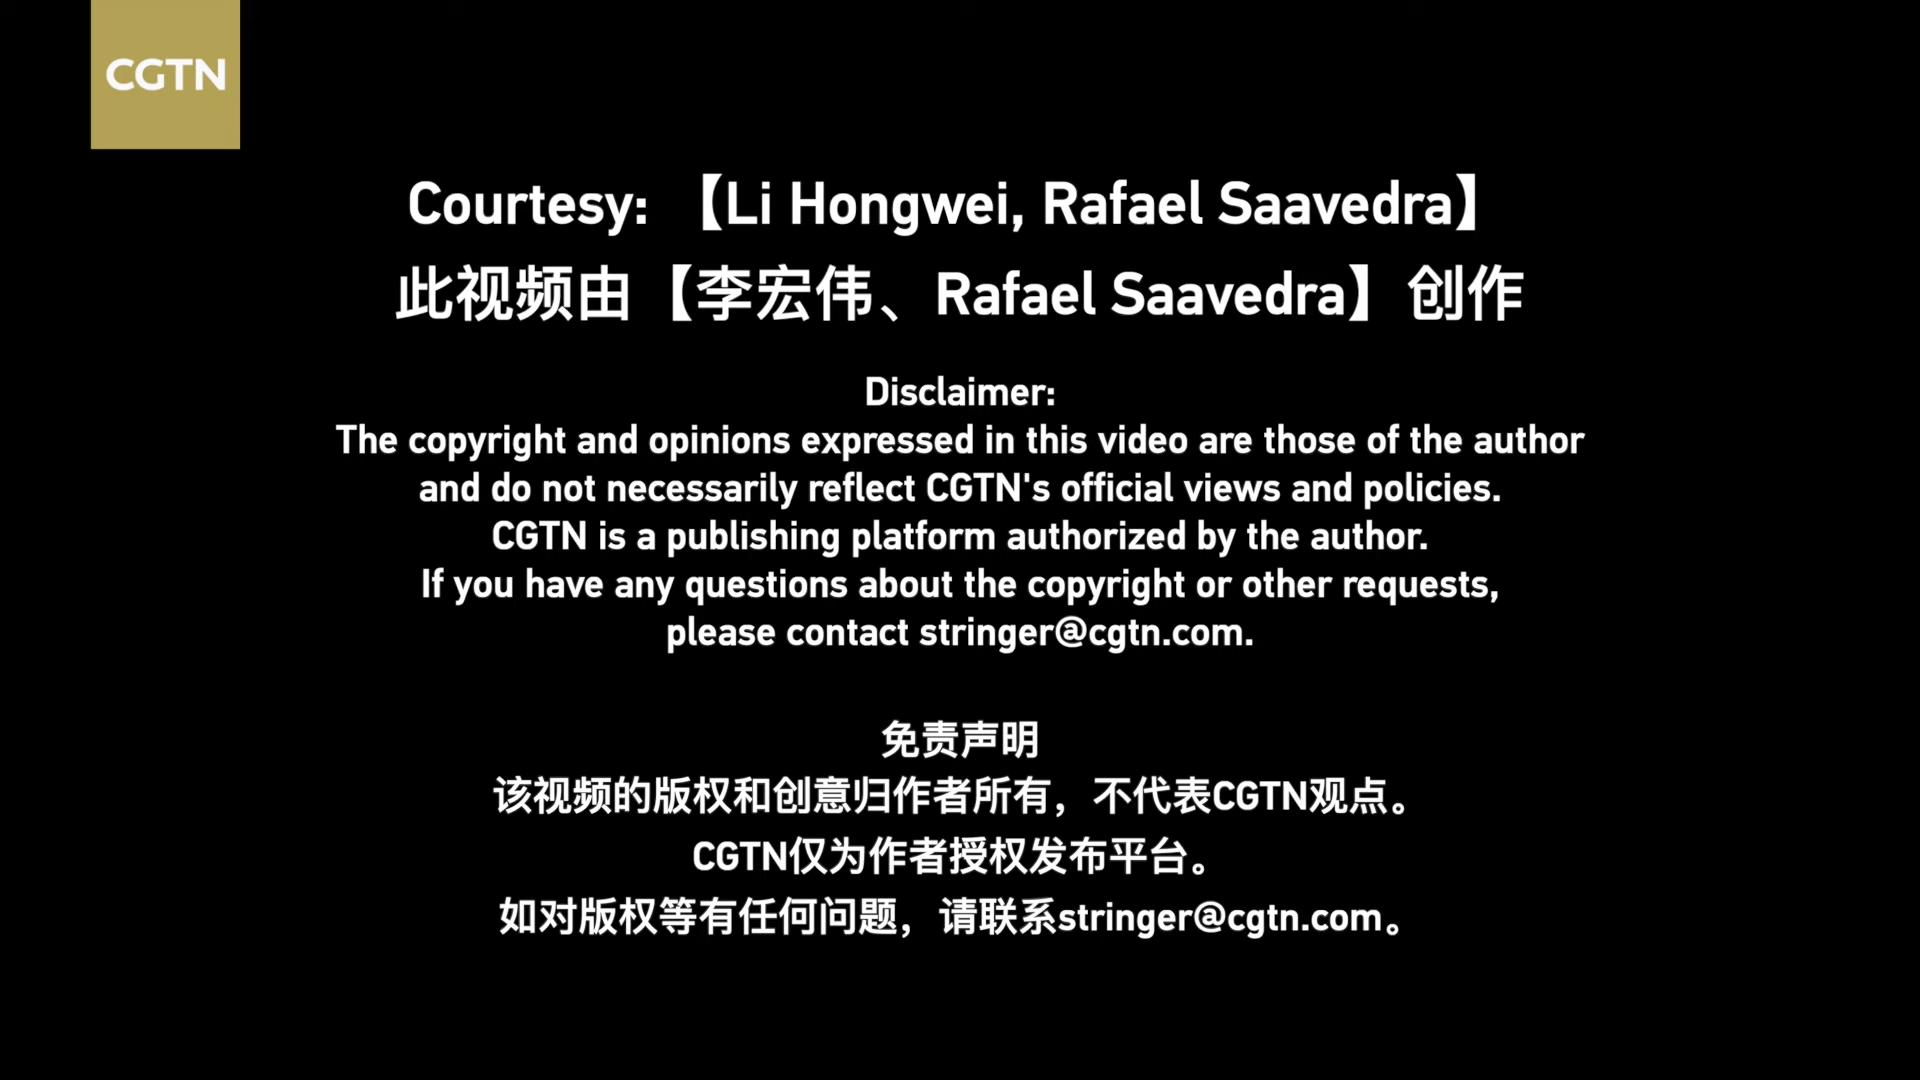 CGTN
Courtesy: 【Li Hongwei, Rafael Saavedra】
此视频由【李宏伟、Rafael Saavedra】创作
Disclaimer:
The copyright and opinions expressed in this video are those of the author
and do not necessarily reflect CGTN's official views and policies.
CGTN is a publishing platform authorized by the author.
If you have any questions about the copyright or other requests,
please contact stringer@cgtn.com.
免责声明
该视频的版权和创意归作者所有，不代表CGTN观点。
CGTN仅为作者授权发布平台。
如对版权等有任何问题，请联系stringer@cgtn.com。